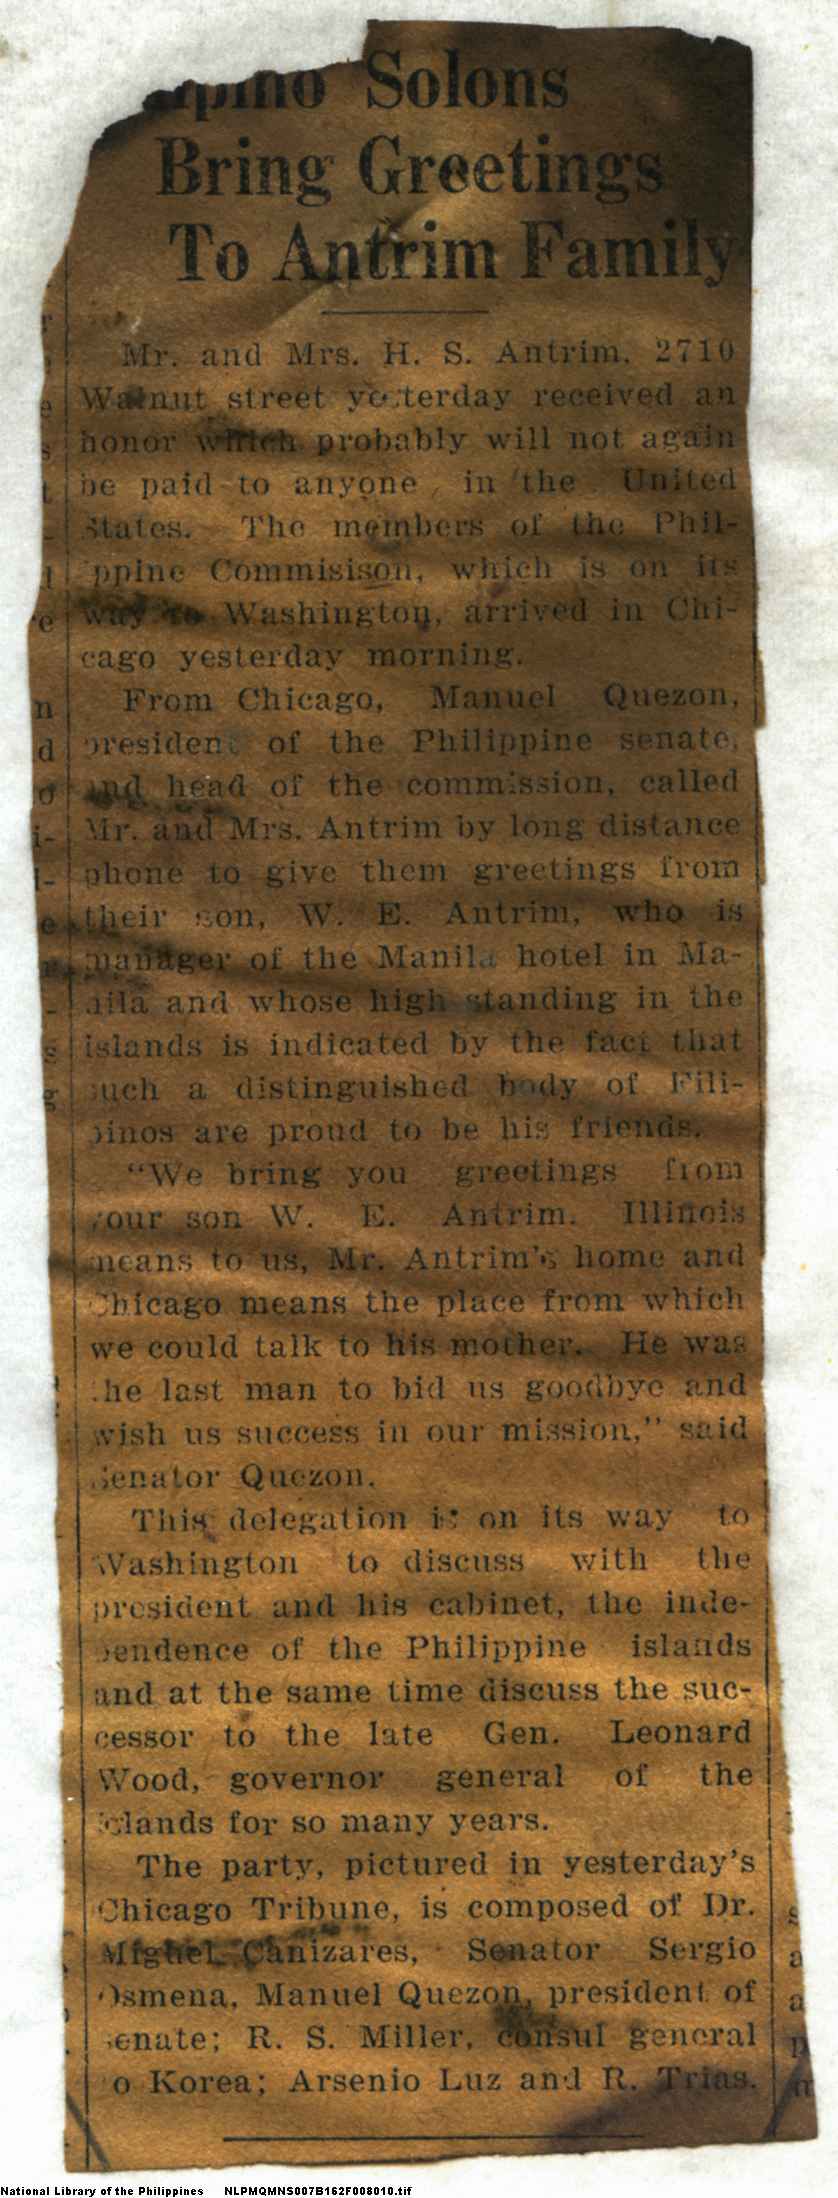 ipino Solons
Bring Greetings
To Antrim Family
Mr. and Mrs. H. S. Antrim, 2710
Walnut street yesterday received an
honor which probably will not again
be paid to anyone in the United
States. The members of the Phil-
ippine Commisison, which is on its
way to Washington, arrived in Chi-
cago yesterday morning.
From Chicago, Manuel Quezon,
president of the Philippine senate,
and head of the commission, called
Mr. and Mrs. Antrim by long distance
phone to give them greetings from
their son, W. E. Antrim, who is
manager of the Manila hotel in Ma-
nila and whose high standing in the
islands is indicated by the fact that
such a distinguished body of Fili-
pinos are proud to be his friends.
"We bring you greetings from
your son W. E. Antrim. Illinois
means to us, Mr. Antrim's home and
Chicago means the place from which
we could talk to his mother. He was
the last man to bid us goodbye and
wish us success in our mission," said
Senator Quezon.
This delegation is on its way to
Washington to discuss with the
president and his cabinet, the inde-
pendence of the Philippine islands
and at the same time discuss the suc-
cessor to the late Gen. Leonard
Wood, governor general of the
islands for so many years.
The party, pictured in yesterday's
Chicago Tribune, is composed of Dr.
Miguel Canizares, Senator Sergio
Osmena, Manuel Quezon, president of
senate; R. S. Miller, consul general
to Korea; Arsenio Luz and R. Trias.
National Library of the Philippines NLPMQMNS007B162F008010.tif